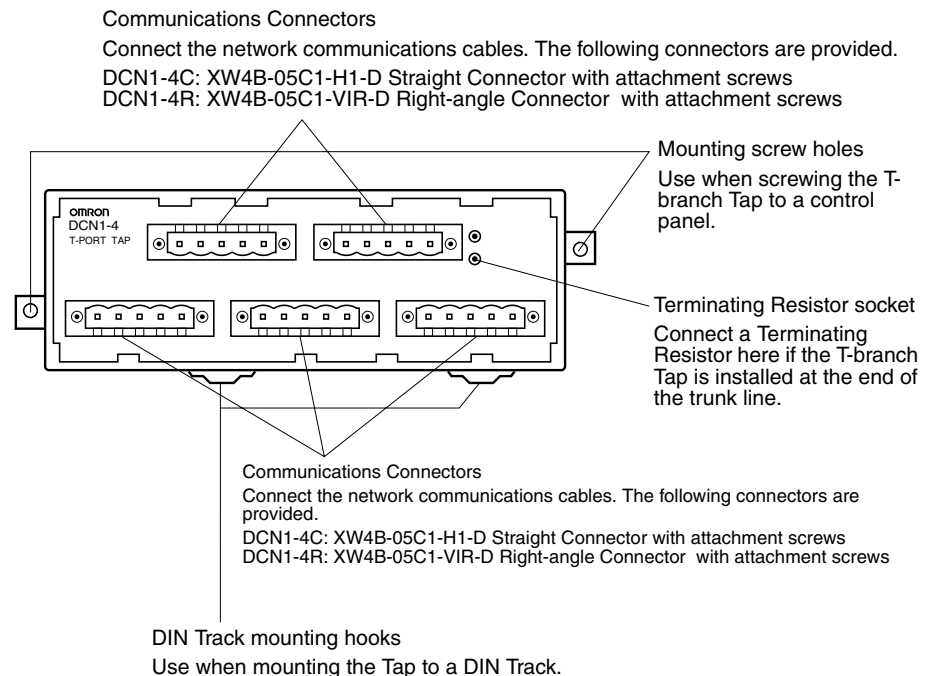 Communications Connectors
Connect the network communications cables. The following connectors are provided.
DCN1-4C: XW4B-05C1-H1-D Straight Connector with attachment screws
DCN1-4R: XW4B-05C1-VIR-D Right-angle Connector with attachment screws
Mounting screw holes
Use when screwing the T-
branch Tap to a control
panel.
OMRON
DCN1-4
T-PORT TAP
Terminating Resistor socket
Connect a Terminating
Resistor here if the T-branch
Tap is installed at the end of
the trunk line.
Communications Connectors
Connect the network communications cables. The following connectors are
provided.
DCN1-4C: XW4B-05C1-H1-D Straight Connector with attachment screws
DCN1-4R: XW4B-05C1-VIR-D Right-angle Connector with attachment screws
DIN Track mounting hooks
Use when mounting the Tap to a DIN Track.